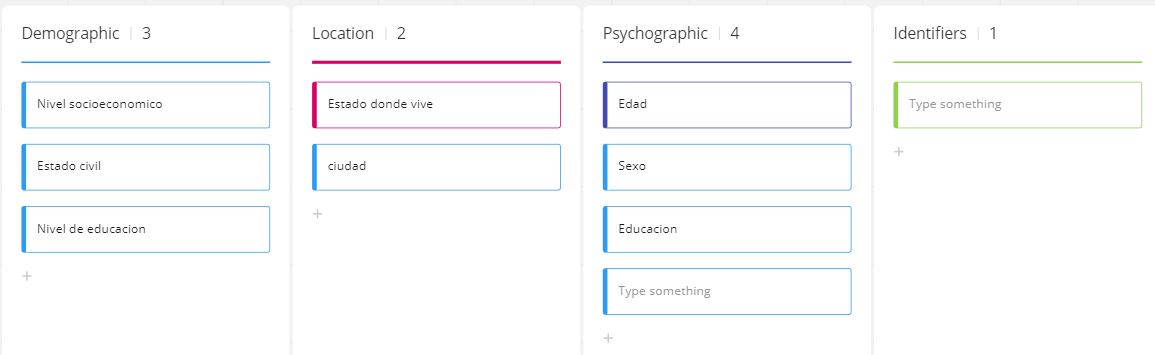 Demographic | 3
Nivel socioeconomico
Estado civil
Nivel de educacion
+
Location | 2
Estado donde vive
ciudad
+
Psychographic | 4
Edad
Sexo
Educacion
Type something
+
Identifiers | 1
Type something
+